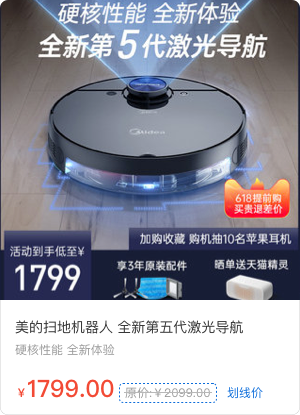 硬核性能 全新体验
全新第5代激光导航
Midea
618提前购
买贵退差价
加购收藏 购机抽10名苹果耳机
活动到手低至¥
1799
享3年原装配件
晒单送天猫精灵
美的扫地机器人 全新第五代激光导航
硬核性能 全新体验
¥1799.00 原价:¥2099.00 划线价